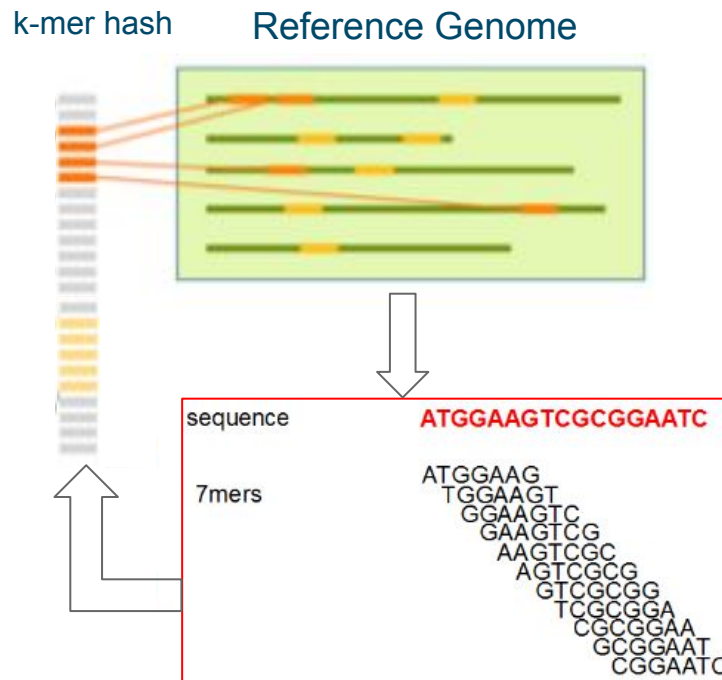 k-mer hash
Reference Genome
sequence ATGGAAGTCGCGGAATC
7mers
ATGGAAG
TGGAAGT
GGAAGTC
GAAGTCG
AAGTCGC
AGTCGCG
GTCGCGG
TCGCGGA
CGCGGAA
GCGGAAT
CGGAATC